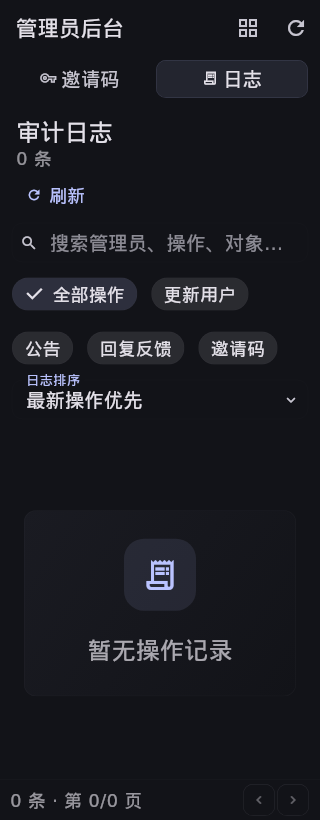 管理员后台
邀请码 日志
审计日志
0 条
刷新
搜索管理员、操作、对象...
全部操作 更新用户
公告 回复反馈 邀请码
日志排序
最新操作优先
暂无操作记录
0 条 · 第 0/0 页